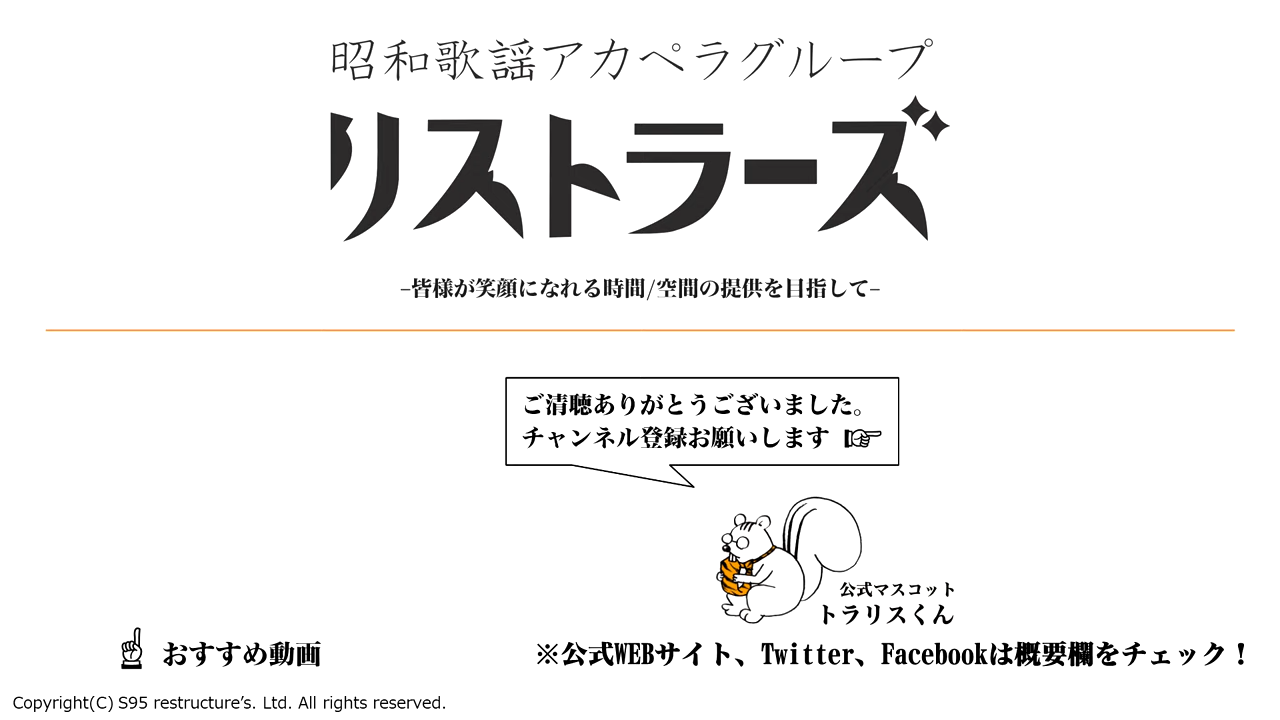 昭和歌謡アカペラグループ
リストラーズ
−皆様が笑顔になれる時間/空間の提供を目指して−
ご清聴ありがとうございました。
チャンネル登録お願いします ☞
公式マスコット
トラリスくん
☝ おすすめ動画
※公式WEBサイト、Twitter、Facebookは概要欄をチェック！
Copyright(C) S95 restructure’s. Ltd. All rights reserved.